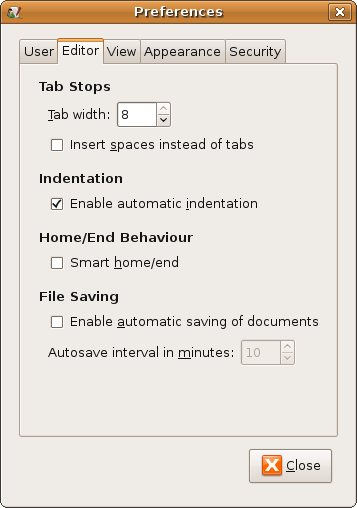 Preferences
User Editor View Appearance Security
Tab Stops
Tab width: 8
Insert spaces instead of tabs
Indentation
Enable automatic indentation
Home/End Behaviour
Smart home/end
File Saving
Enable automatic saving of documents
Autosave interval in minutes: 10
Close